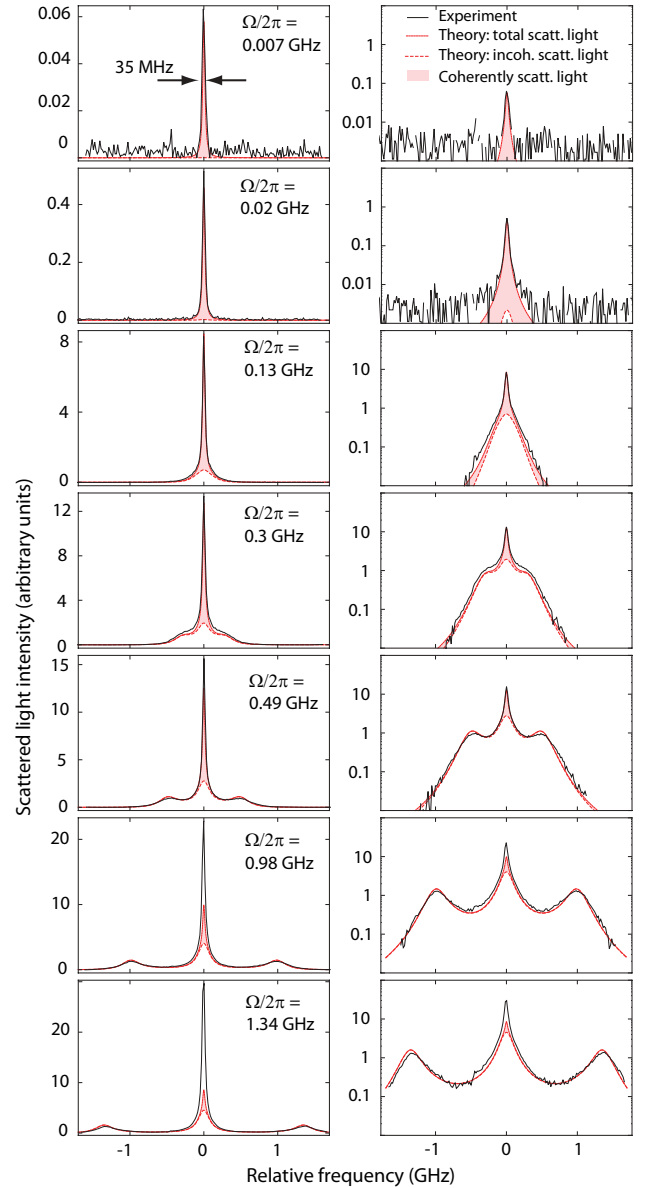 0.06
0.04
0.02
0
Ω/2π =
0.007 GHz
35 MHz
1
0.1
0.01
Experiment
Theory: total scatt. light
Theory: incoh. scatt. light
Coherently scatt. light
0.4
0.2
0
Ω/2π =
0.02 GHz
1
0.1
0.01
8
4
0
Ω/2π =
0.13 GHz
10
1
0.1
12
8
4
0
Ω/2π =
0.3 GHz
10
1
0.1
15
10
5
0
Ω/2π =
0.49 GHz
10
1
0.1
20
10
0
Ω/2π =
0.98 GHz
10
1
0.1
20
10
0
Ω/2π =
1.34 GHz
10
1
0.1
-1
0
1
-1
0
1
Scattered light intensity (arbitrary units)
Relative frequency (GHz)